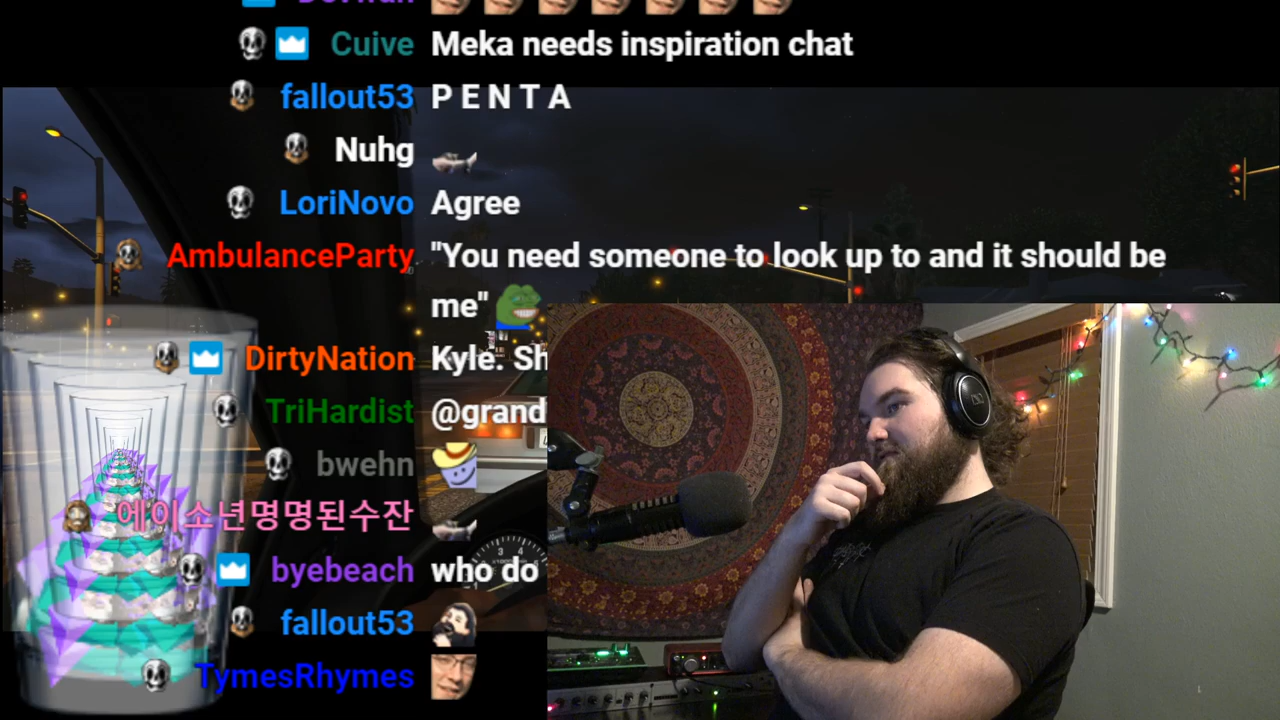 Cuive Meka needs inspiration chat
fallout53 P E N T A
Nuhg
LoriNovo Agree
AmbulanceParty "You need someone to look up to and it should be
me"
DirtyNation Kyle. Sh
TriHardist @grand
bwehn
에이소년명명된수잔
byebeach who do
fallout53
TymesRhymes
3 4